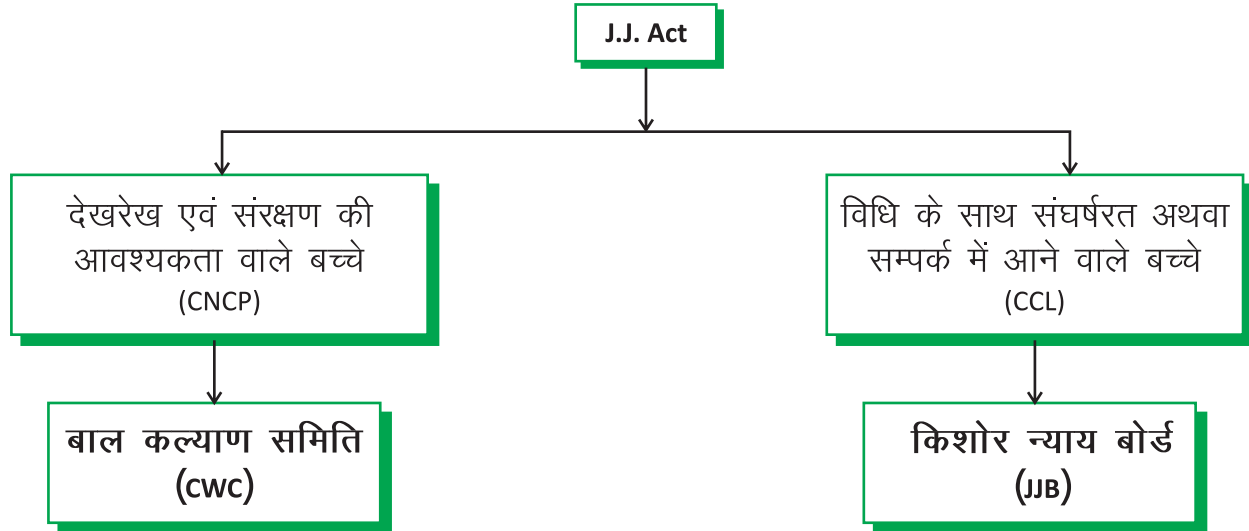 J.J. Act
देखरेख एवं संरक्षण की
आवश्यकता वाले बच्चे
(CNCP)
विधि के साथ संघर्षरत अथवा
सम्पर्क में आने वाले बच्चे
(CCL)
बाल कल्याण समिति
(CWC)
किशोर न्याय बोर्ड
(JJB)